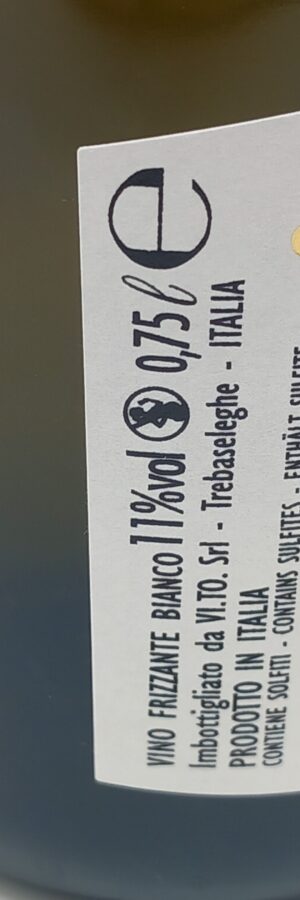 VINO FRIZZANTE BIANCO 11%vol 0,75 l e
Imbottigliato da VI.TO. Srl - Trebaseleghe - ITALIA
PRODOTTO IN ITALIA
CONTIENE SOLFITI - CONTAINS SULFITES - ENTHÄLT SULFITE